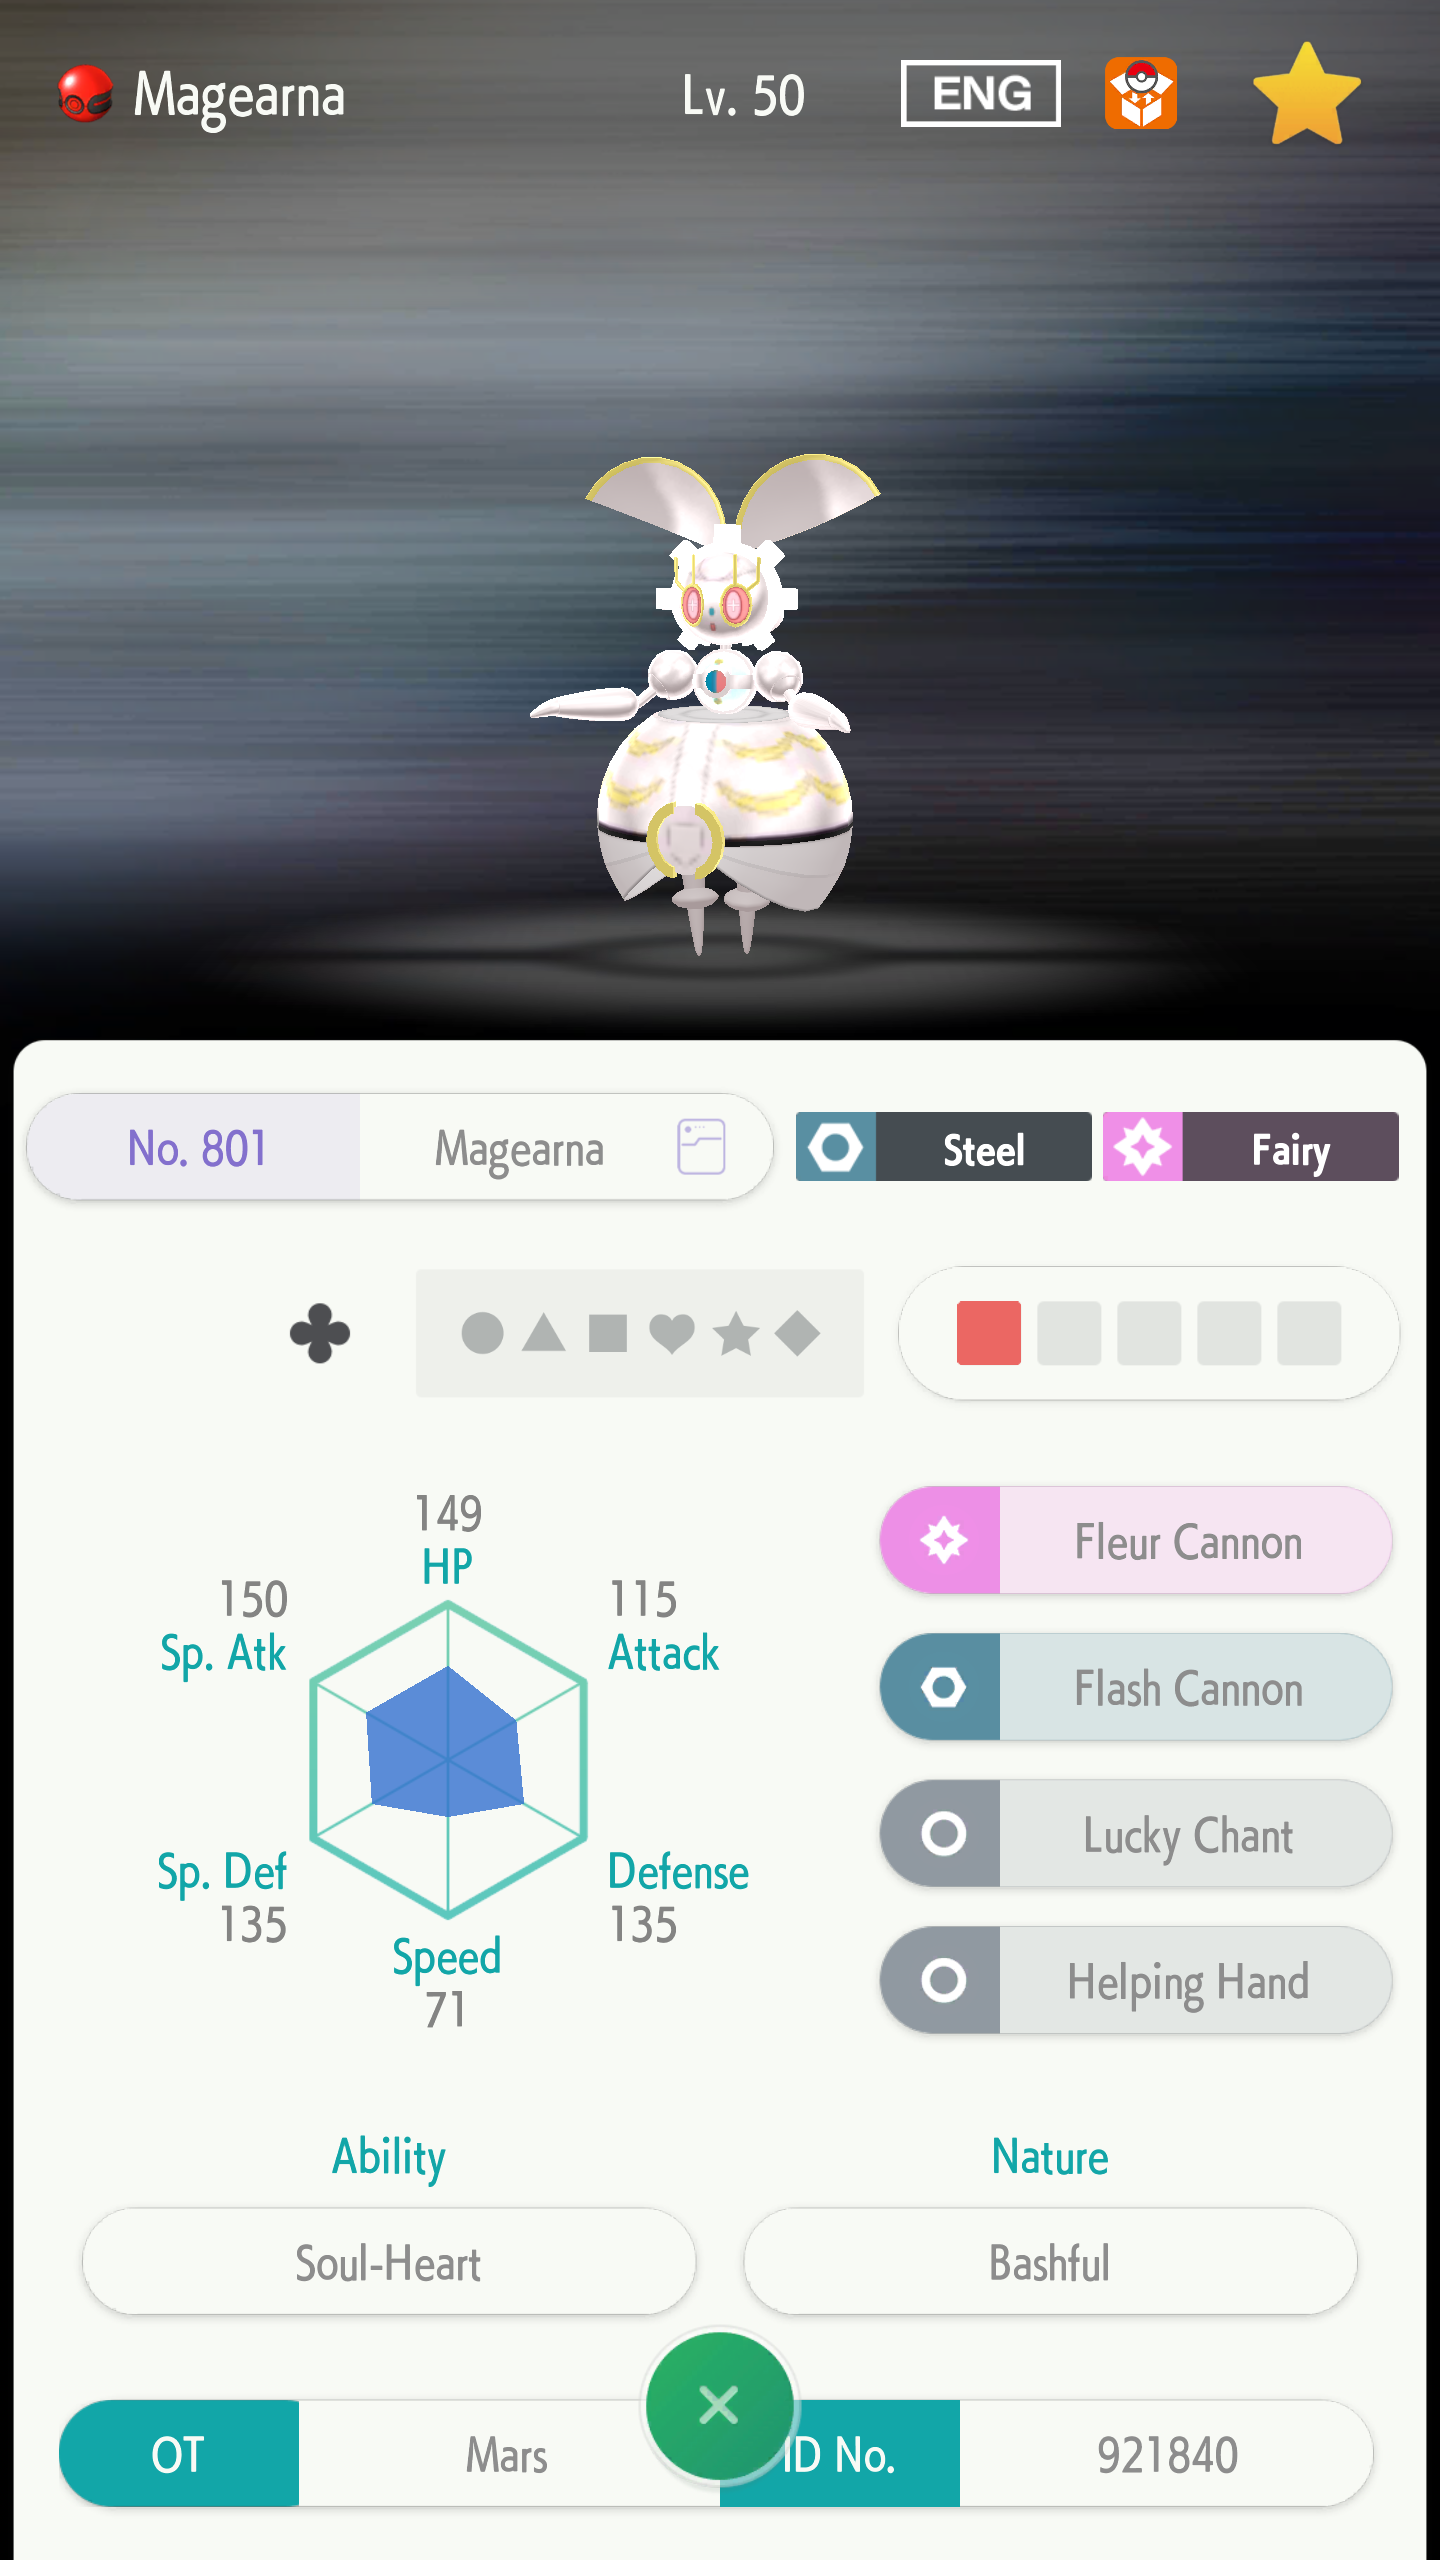 Magearna
Lv. 50
ENG
No. 801
Magearna
Steel
Fairy
149
HP
150
Sp. Atk
115
Attack
Sp. Def
135
Defense
135
Speed
71
Fleur Cannon
Flash Cannon
Lucky Chant
Helping Hand
Ability
Nature
Soul-Heart
Bashful
OT
Mars
ID No.
921840